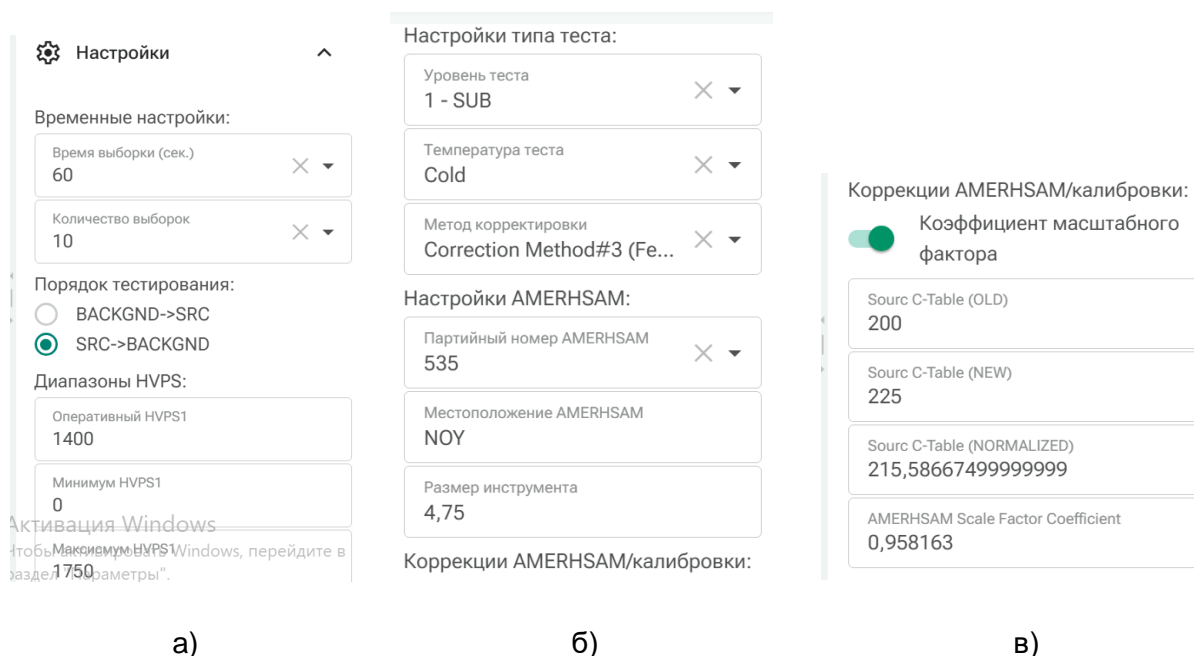 Настройки
Временные настройки:
Время выборки (сек.)
60
Количество выборок
10
Порядок тестирования:
BACKGND->SRC
SRC->BACKGND
Диапазоны HVPS:
Оперативный HVPS1
1400
Минимум HVPS1
0
Активация Windows
Максисмум HVPS1
Чтобы активировать Windows, перейдите в
1750
раздел "Параметры".
а)
Настройки типа теста:
Уровень теста
1 - SUB
Температура теста
Cold
Метод корректировки
Correction Method#3 (Fe...
Настройки AMERHSAM:
Партийный номер AMERHSAM
535
Местоположение AMERHSAM
NOY
Размер инструмента
4,75
Коррекции AMERHSAM/калибровки:
б)
Коррекции AMERHSAM/калибровки:
Коэффициент масштабного
фактора
Sourc C-Table (OLD)
200
Sourc C-Table (NEW)
225
Sourc C-Table (NORMALIZED)
215,58667499999999
AMERHSAM Scale Factor Coefficient
0,958163
в)